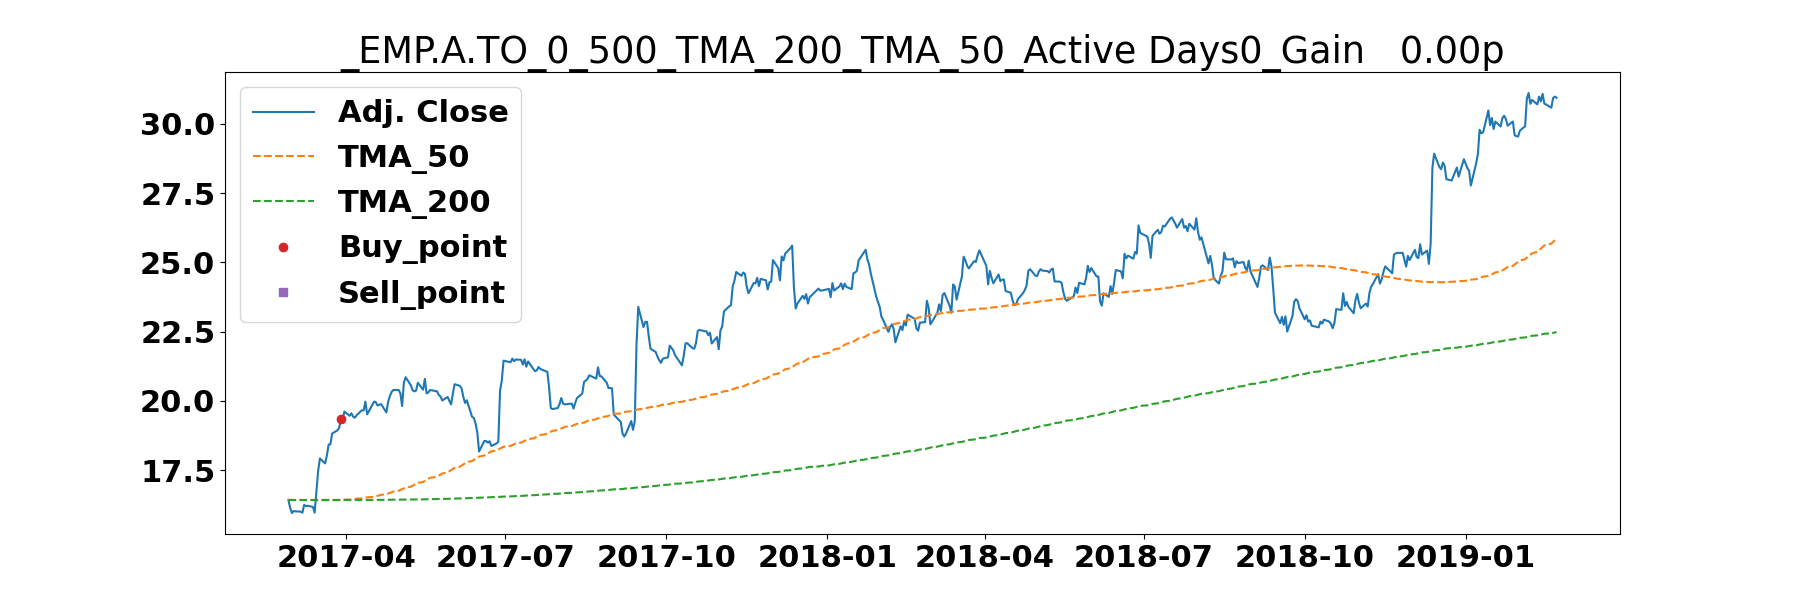 _EMP.A.TO_0_500_TMA_200_TMA_50_Active Days0_Gain   0.00p
Adj. Close
TMA_50
TMA_200
Buy_point
Sell_point
30.0
27.5
25.0
22.5
20.0
17.5
2017-04 2017-07 2017-10 2018-01 2018-04 2018-07 2018-10 2019-01